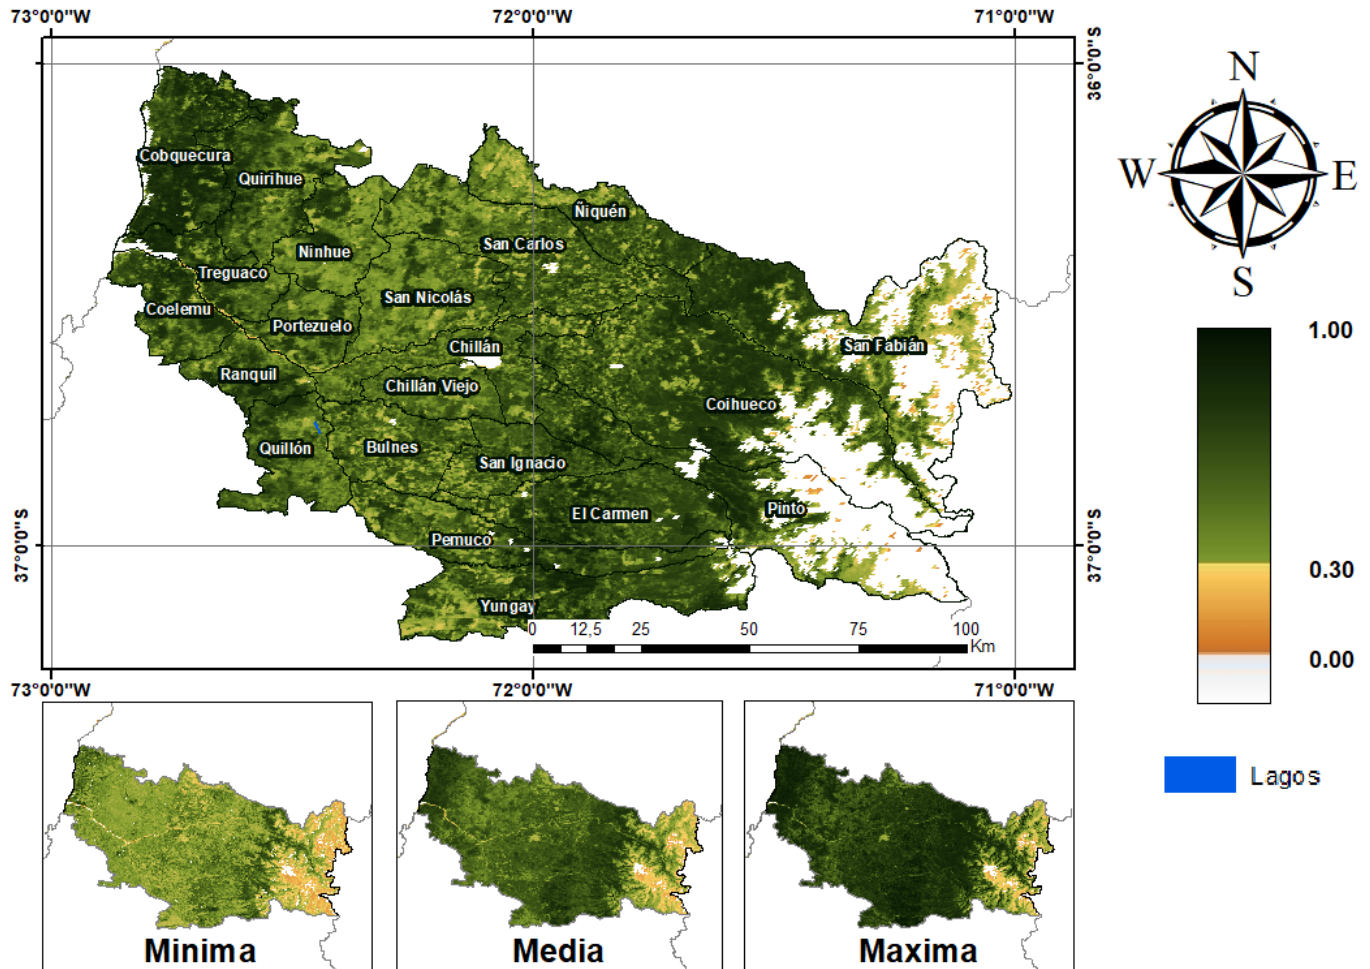 73°0'0"W
72°0'0"W
71°0'0"W
36°0'0"S
36°0'0"S
N
W
E
S
Cobquecura
Quirihue
Ñiquén
Ninhue
San Carlos
Treguaco
Coelemu
San Nicolás
Portezuelo
Chillán
San Fabián
Ranquil
Chillán Viejo
Coihueco
Quillón
Bulnes
San Ignacio
El Carmen
Pinto
Pemuco
Yungay
37°0'0"S
37°0'0"S
0 12,5 25 50 75 100
Km
73°0'0"W
72°0'0"W
71°0'0"W
1.00
0.30
0.00
Lagos
Minima
Media
Maxima